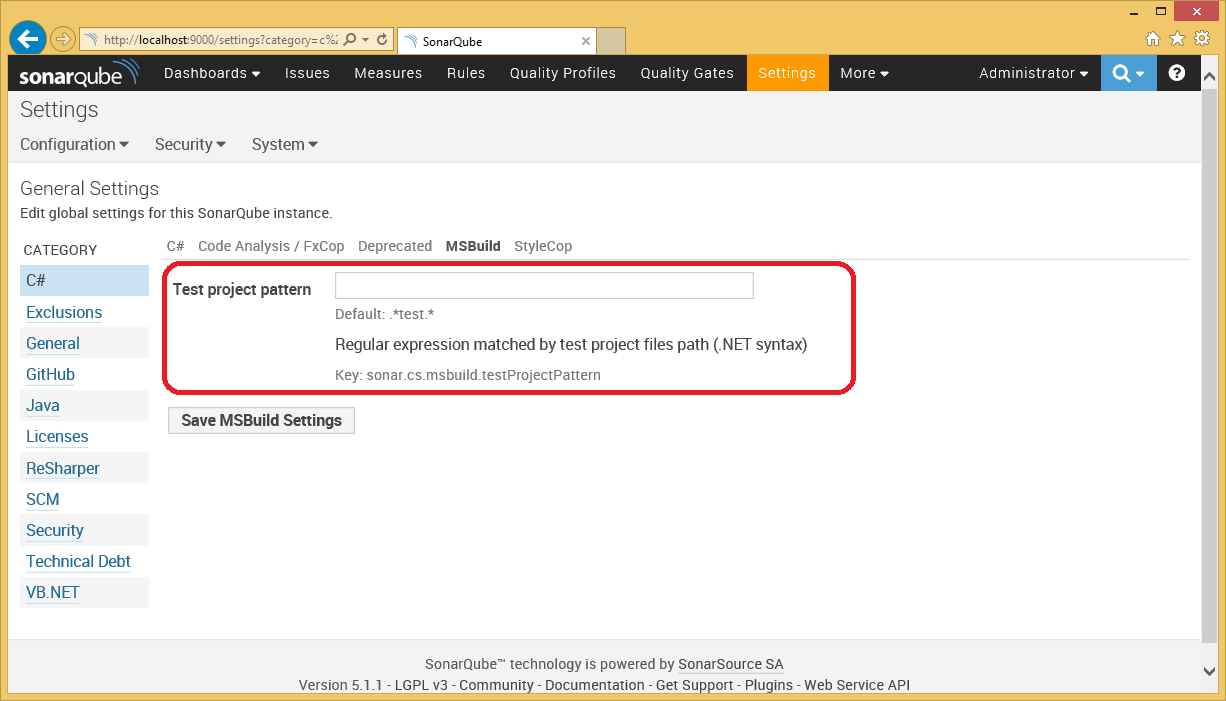 http://localhost:9000/settings?category=c%2
SonarQube
sonarqube Dashboards Issues Measures Rules Quality Profiles Quality Gates Settings More Administrator ?
Settings
Configuration Security System
General Settings
Edit global settings for this SonarQube instance.
CATEGORY
C#
Exclusions
General
GitHub
Java
Licenses
ReSharper
SCM
Security
Technical Debt
VB.NET
C# Code Analysis / FxCop Deprecated MSBuild StyleCop
Test project pattern
Default: .*test.*
Regular expression matched by test project files path (.NET syntax)
Key: sonar.cs.msbuild.testProjectPattern
Save MSBuild Settings
SonarQube™ technology is powered by SonarSource SA
Version 5.1.1 - LGPL v3 - Community - Documentation - Get Support - Plugins - Web Service API